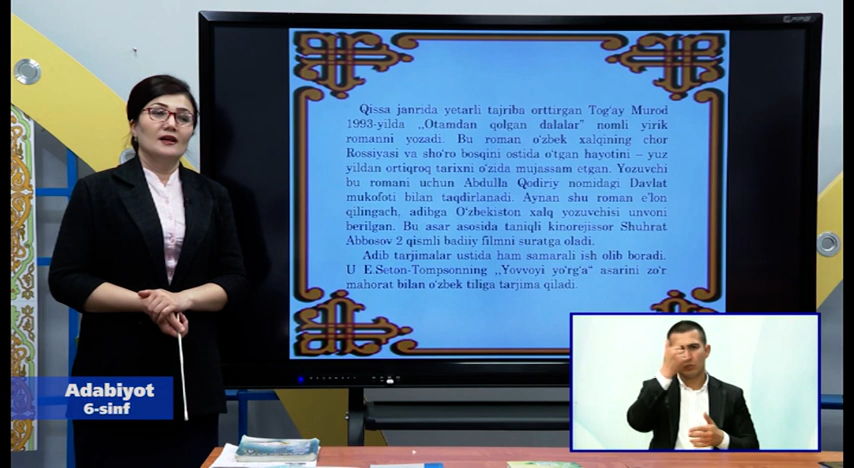 Qissa janrida yetarli tajriba orttirgan Tog'ay Murod
1993-yilda ,,Otamdan qolgan dalalar" nomli yirik
romanni yozadi. Bu roman o'zbek xalqining chor
Rossiyasi va sho'ro bosqini ostida o'tgan hayotini – yuz
yildan ortiqroq tarixni o'zida mujassam etgan. Yozuvchi
bu romani uchun Abdulla Qodiriy nomidagi Davlat
mukofoti bilan taqdirlanadi. Aynan shu roman e'lon
qilingach, adibga O'zbekiston xalq yozuvchisi unvoni
berilgan. Bu asar asosida taniqli kinorejissor Shuhrat
Abbosov 2 qismli badiiy filmni suratga oladi.
Adib tarjimalar ustida ham samarali ish olib boradi.
U E.Seton-Tompsonning ,,Yovvoyi yo'rg'a" asarini zo'r
mahorat bilan o'zbek tiliga tarjima qiladi.
Adabiyot
6-sinf